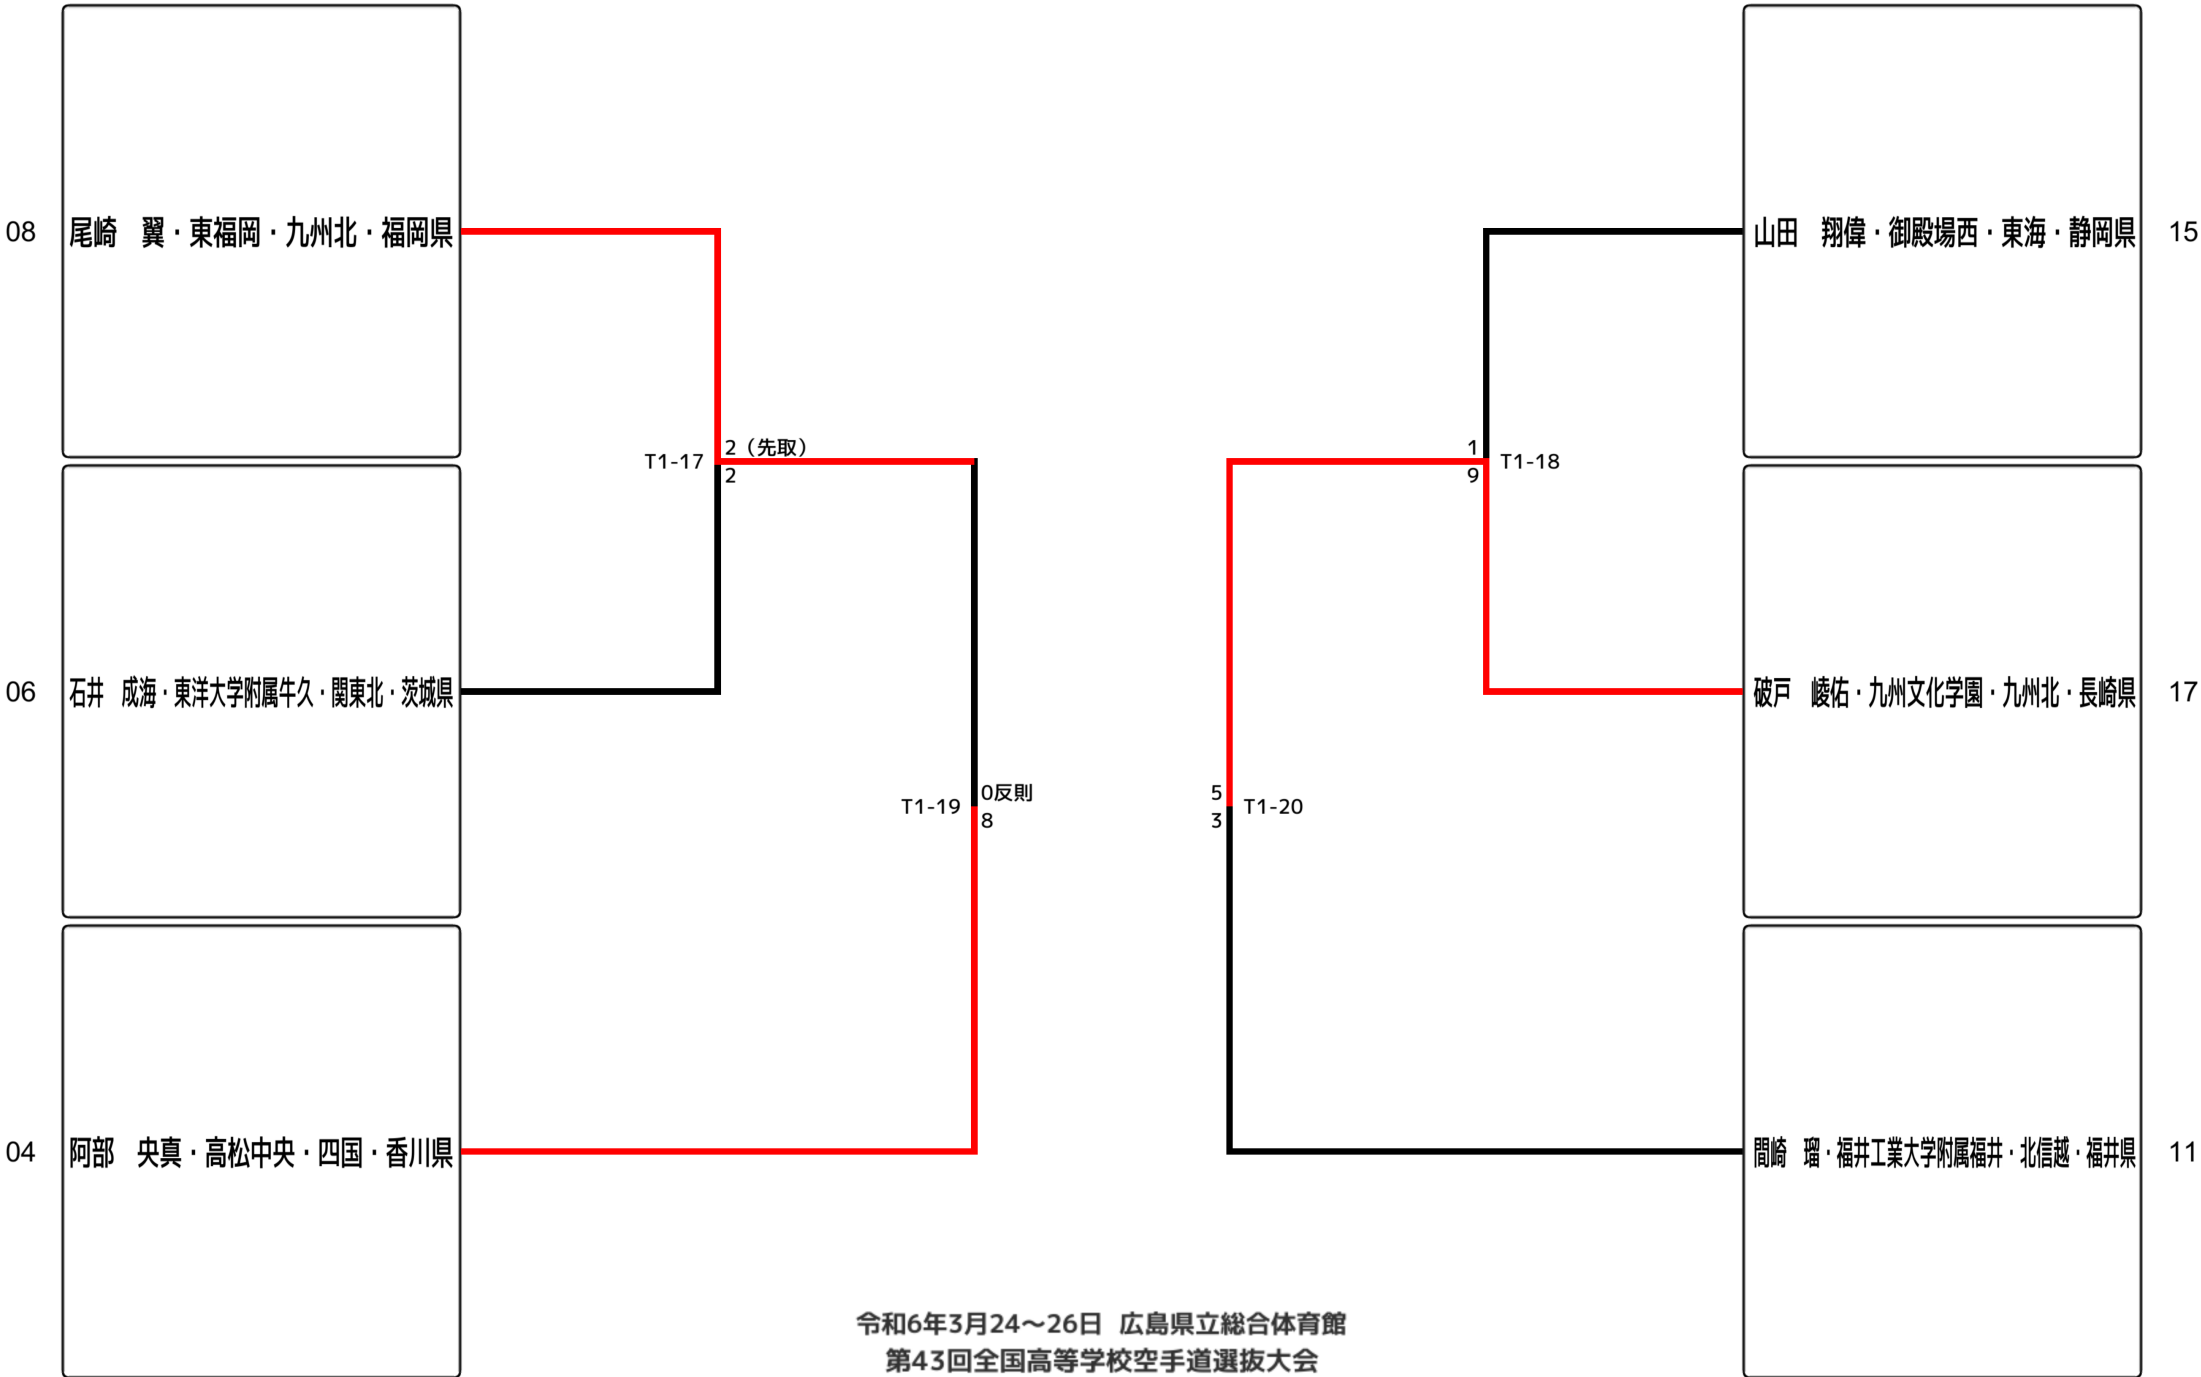 08
尾崎　翼・東福岡・九州北・福岡県
06
石井　成海・東洋大学附属牛久・関東北・茨城県
04
阿部　央真・高松中央・四国・香川県
T1-17
2（先取）
2
T1-19
0反則
8
1
9
T1-18
5
3
T1-20
山田　翔偉・御殿場西・東海・静岡県
15
破戸　崚佑・九州文化学園・九州北・長崎県
17
間崎　瑠・福井工業大学附属福井・北信越・福井県
11
令和6年3月24～26日 広島県立総合体育館
第43回全国高等学校空手道選抜大会